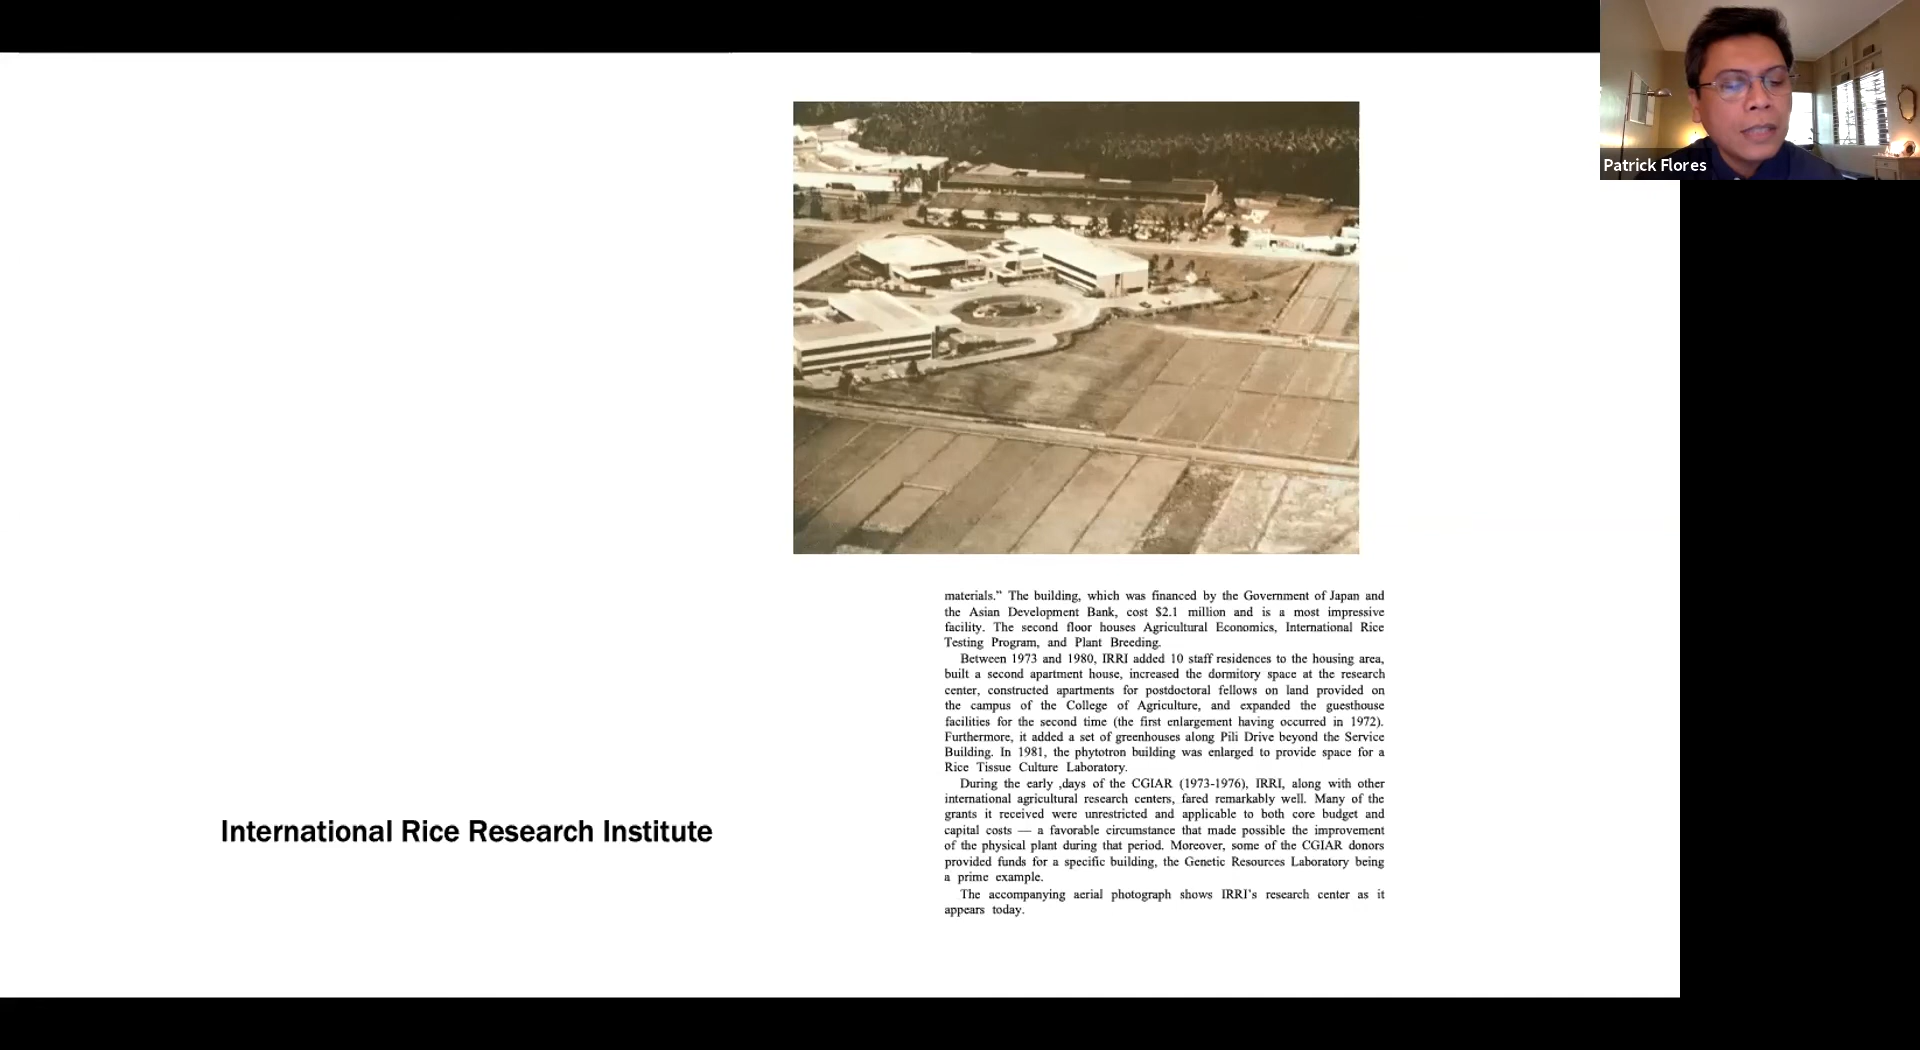 Patrick Flores
materials.” The building, which was financed by the Government of Japan and
the Asian Development Bank, cost $2.1 million and is a most impressive
facility. The second floor houses Agricultural Economics, International Rice
Testing Program, and Plant Breeding.
Between 1973 and 1980, IRRI added 10 staff residences to the housing area,
built a second apartment house, increased the dormitory space at the research
center, constructed apartments for postdoctoral fellows on land provided on
the campus of the College of Agriculture, and expanded the guesthouse
facilities for the second time (the first enlargement having occurred in 1972).
Furthermore, it added a set of greenhouses along Pili Drive beyond the Service
Building. In 1981, the phytotron building was enlarged to provide space for a
Rice Tissue Culture Laboratory.
During the early ,days of the CGIAR (1973-1976), IRRI, along with other
international agricultural research centers, fared remarkably well. Many of the
grants it received were unrestricted and applicable to both core budget and
capital costs — a favorable circumstance that made possible the improvement
of the physical plant during that period. Moreover, some of the CGIAR donors
provided funds for a specific building, the Genetic Resources Laboratory being
a prime example.
The accompanying aerial photograph shows IRRI's research center as it
appears today.
International Rice Research Institute